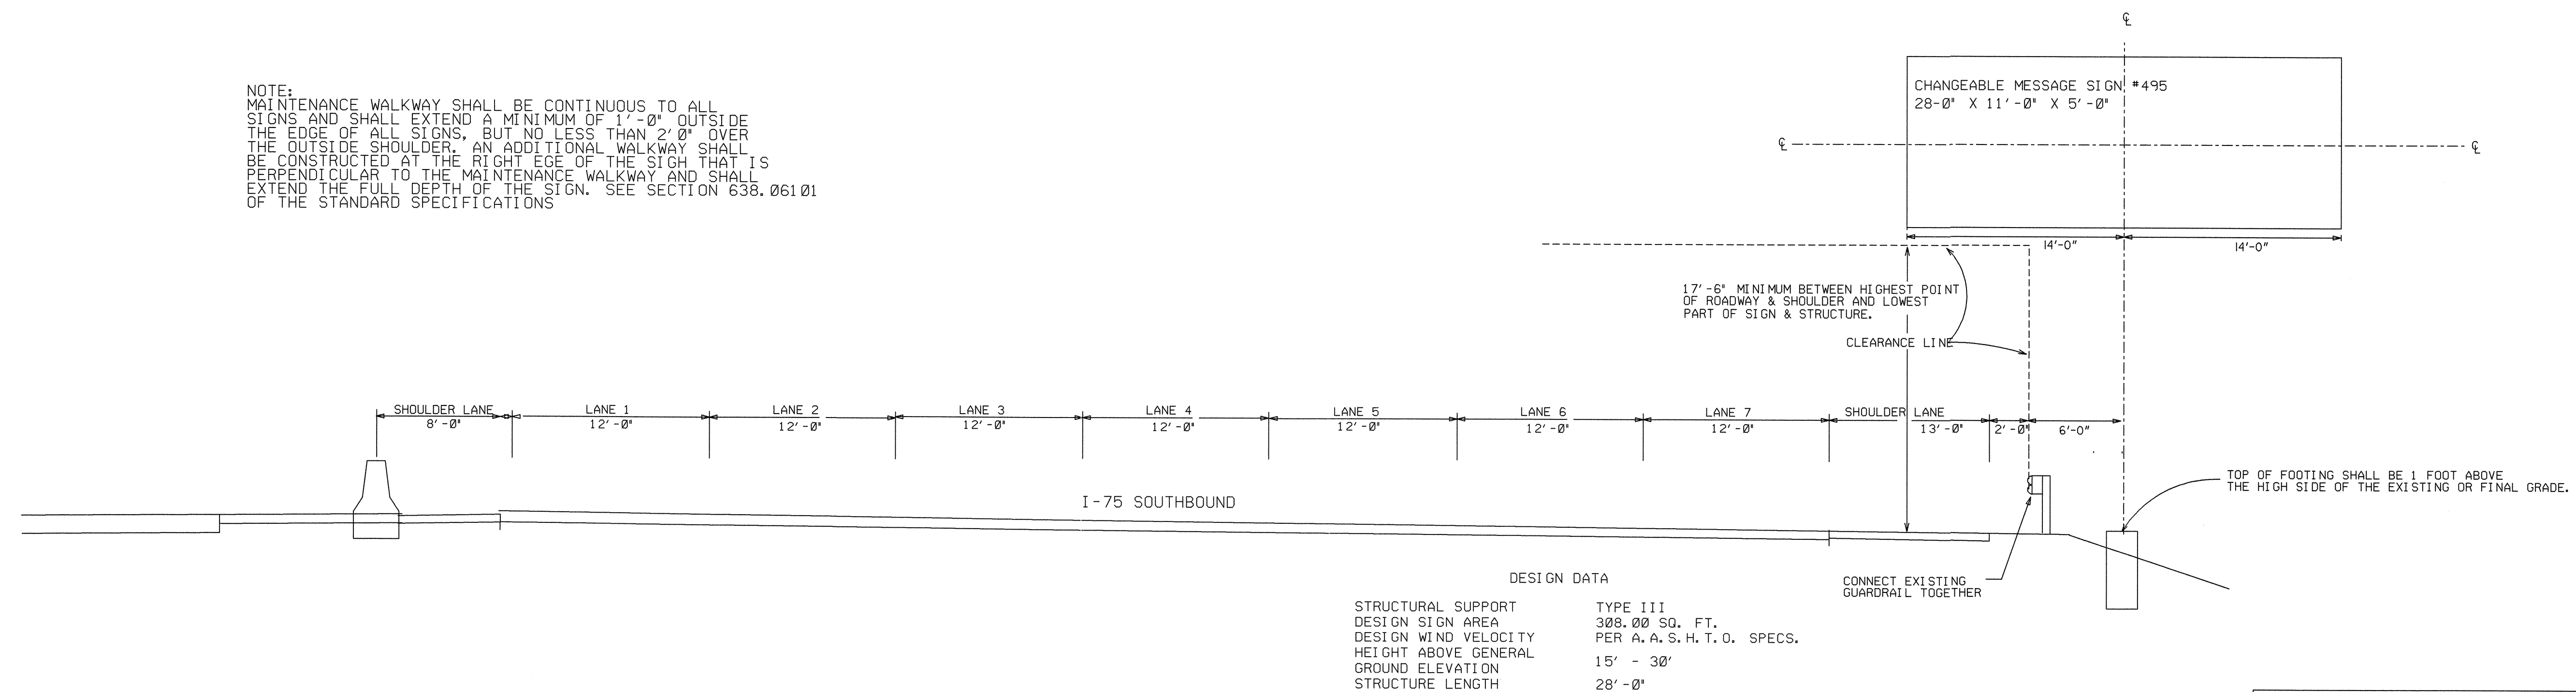 ℄
NOTE:
MAINTENANCE WALKWAY SHALL BE CONTINUOUS TO ALL
SIGNS AND SHALL EXTEND A MINIMUM OF 1'-0" OUTSIDE
THE EDGE OF ALL SIGNS, BUT NO LESS THAN 2'0" OVER
THE OUTSIDE SHOULDER. AN ADDITIONAL WALKWAY SHALL
BE CONSTRUCTED AT THE RIGHT EGE OF THE SIGH THAT IS
PERPENDICULAR TO THE MAINTENANCE WALKWAY AND SHALL
EXTEND THE FULL DEPTH OF THE SIGN. SEE SECTION 638.06101
OF THE STANDARD SPECIFICATIONS
CHANGEABLE MESSAGE SIGN #495
28-0" X 11'-0" X 5'-0"
℄ ℄
14'-0" 14'-0"
17'-6" MINIMUM BETWEEN HIGHEST POINT
OF ROADWAY & SHOULDER AND LOWEST
PART OF SIGN & STRUCTURE.
CLEARANCE LINE
SHOULDER LANE LANE 1 LANE 2 LANE 3 LANE 4 LANE 5 LANE 6 LANE 7 SHOULDER LANE
8'-0" 12'-0" 12'-0" 12'-0" 12'-0" 12'-0" 12'-0" 12'-0" 13'-0" 2'-0" 6'-0"
I-75 SOUTHBOUND
TOP OF FOOTING SHALL BE 1 FOOT ABOVE
THE HIGH SIDE OF THE EXISTING OR FINAL GRADE.
CONNECT EXISTING
GUARDRAIL TOGETHER
DESIGN DATA
STRUCTURAL SUPPORT TYPE III
DESIGN SIGN AREA 308.00 SQ. FT.
DESIGN WIND VELOCITY PER A.A.S.H.T.O. SPECS.
HEIGHT ABOVE GENERAL
GROUND ELEVATION 15' - 30'
STRUCTURE LENGTH 28'-0"